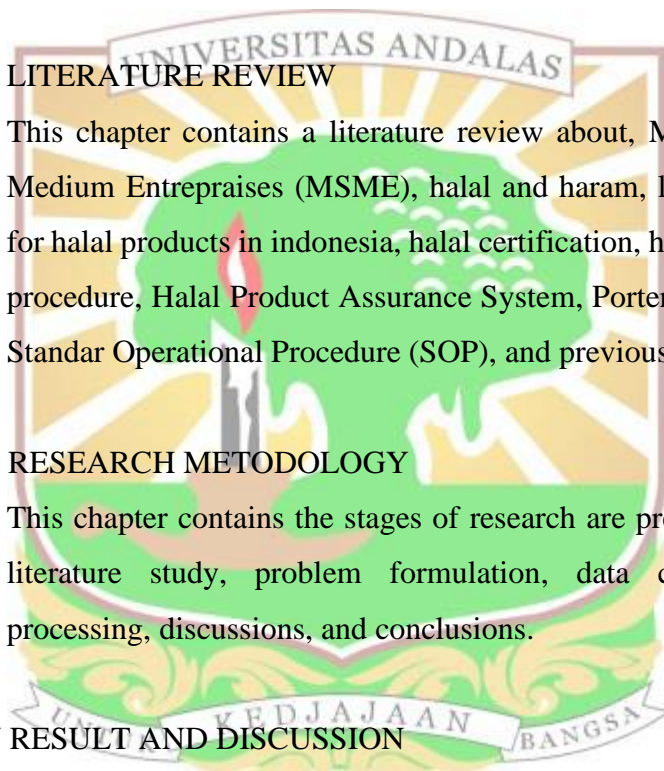 UNIVERSITAS ANDALAS
LITERATURE REVIEW
This chapter contains a literature review about, M
Medium Entrepraises (MSME), halal and haram, l
for halal products in indonesia, halal certification, h
procedure, Halal Product Assurance System, Porter
Standar Operational Procedure (SOP), and previous
RESEARCH METODOLOGY
This chapter contains the stages of research are pr
literature study, problem formulation, data c
processing, discussions, and conclusions.
RESULT AND DISCUSSION
UNTUK KEDJAJAAN BANGSA